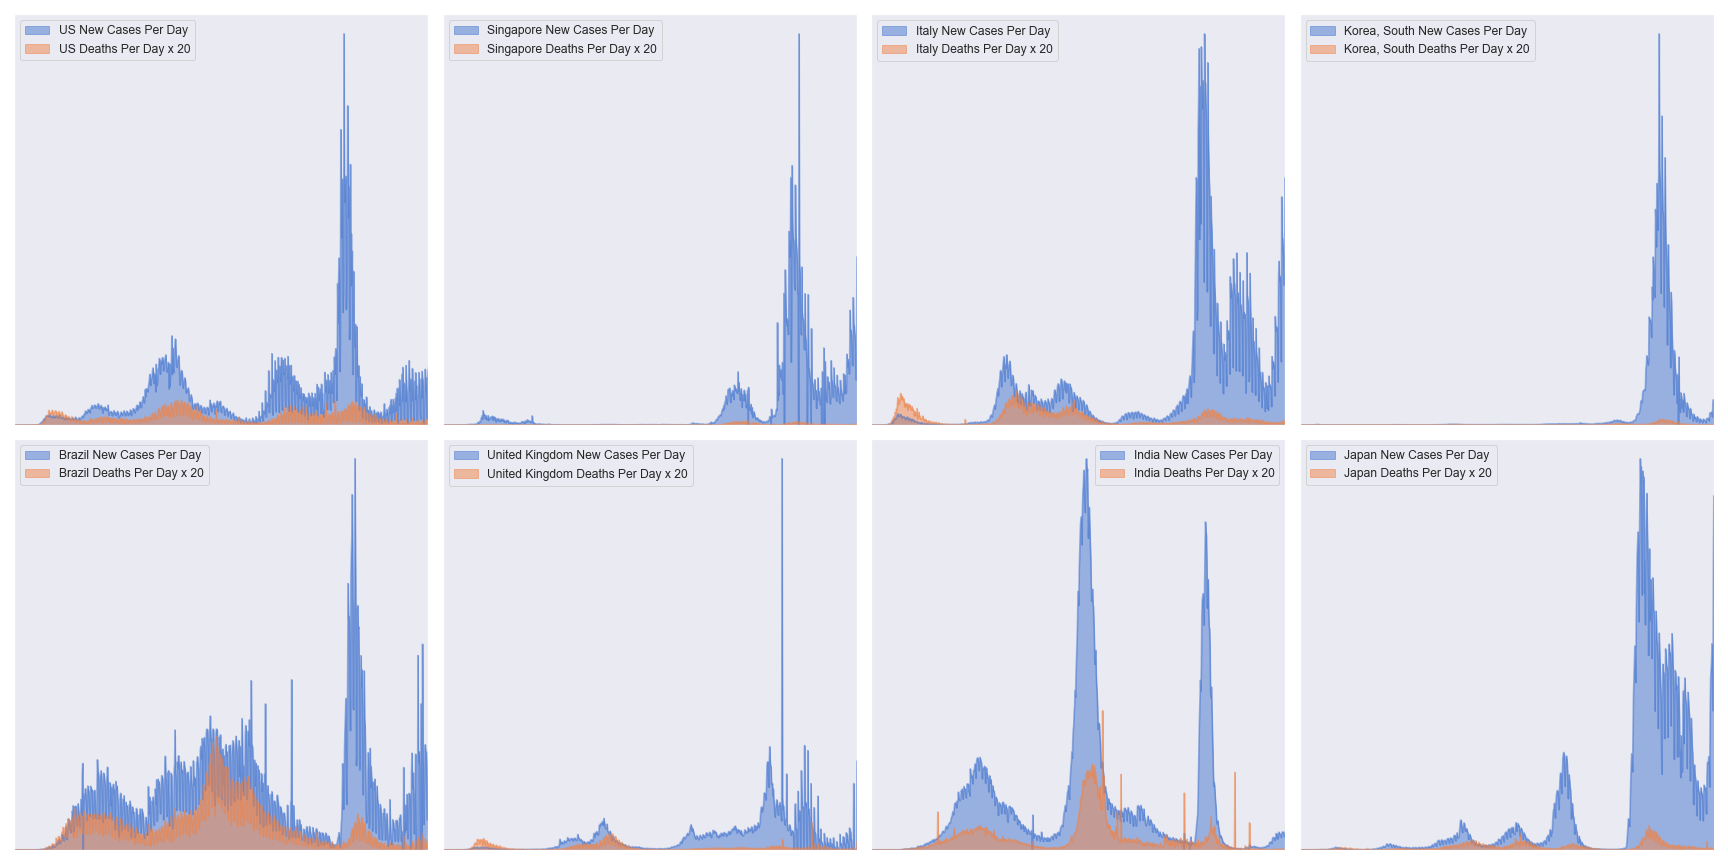 US New Cases Per Day
US Deaths Per Day x 20
Singapore New Cases Per Day
Singapore Deaths Per Day x 20
Italy New Cases Per Day
Italy Deaths Per Day x 20
Korea, South New Cases Per Day
Korea, South Deaths Per Day x 20
Brazil New Cases Per Day
Brazil Deaths Per Day x 20
United Kingdom New Cases Per Day
United Kingdom Deaths Per Day x 20
India New Cases Per Day
India Deaths Per Day x 20
Japan New Cases Per Day
Japan Deaths Per Day x 20